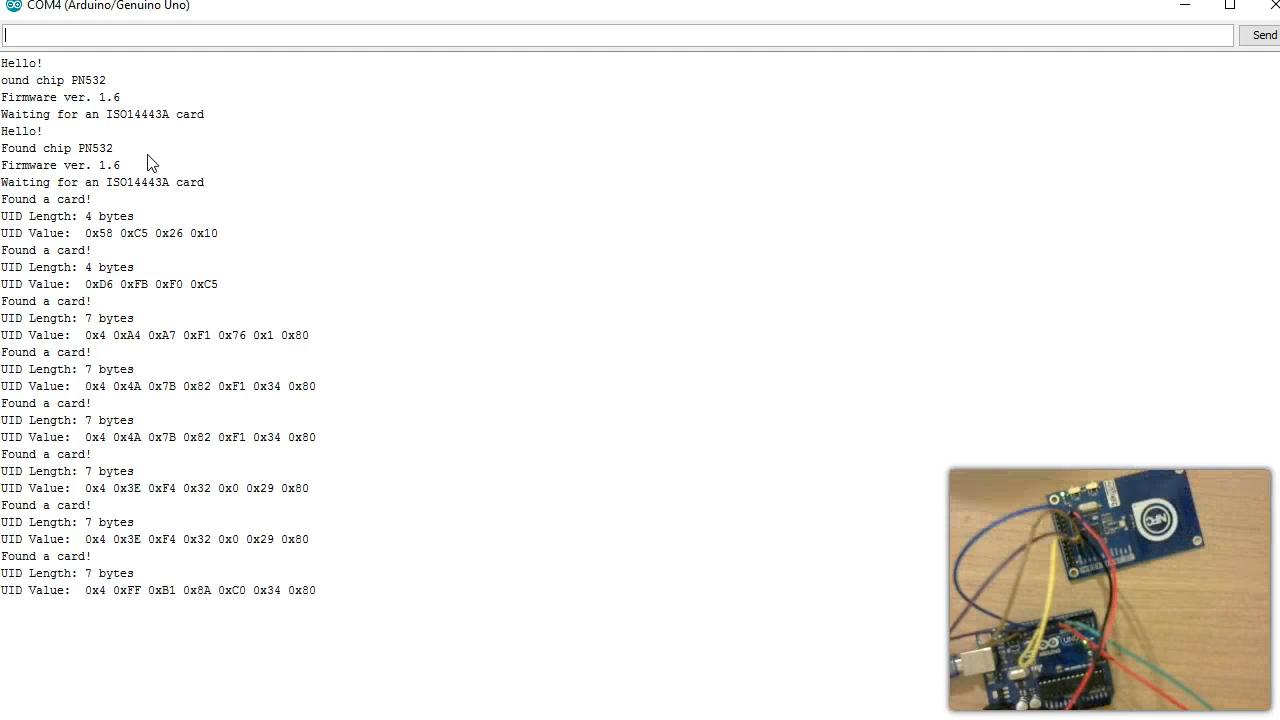 COM4 (Arduino/Genuino Uno)
Send
Hello!
ound chip PN532
Firmware ver. 1.6
Waiting for an ISO14443A card
Hello!
Found chip PN532
Firmware ver. 1.6
Waiting for an ISO14443A card
Found a card!
UID Length: 4 bytes
UID Value:  0x58 0xC5 0x26 0x10
Found a card!
UID Length: 4 bytes
UID Value:  0xD6 0xFB 0xF0 0xC5
Found a card!
UID Length: 7 bytes
UID Value:  0x4 0xA4 0xA7 0xF1 0x76 0x1 0x80
Found a card!
UID Length: 7 bytes
UID Value:  0x4 0x4A 0x7B 0x82 0xF1 0x34 0x80
Found a card!
UID Length: 7 bytes
UID Value:  0x4 0x4A 0x7B 0x82 0xF1 0x34 0x80
Found a card!
UID Length: 7 bytes
UID Value:  0x4 0x3E 0xF4 0x32 0x0 0x29 0x80
Found a card!
UID Length: 7 bytes
UID Value:  0x4 0x3E 0xF4 0x32 0x0 0x29 0x80
Found a card!
UID Length: 7 bytes
UID Value:  0x4 0xFF 0xB1 0x8A 0xC0 0x34 0x80
NFC
UNO